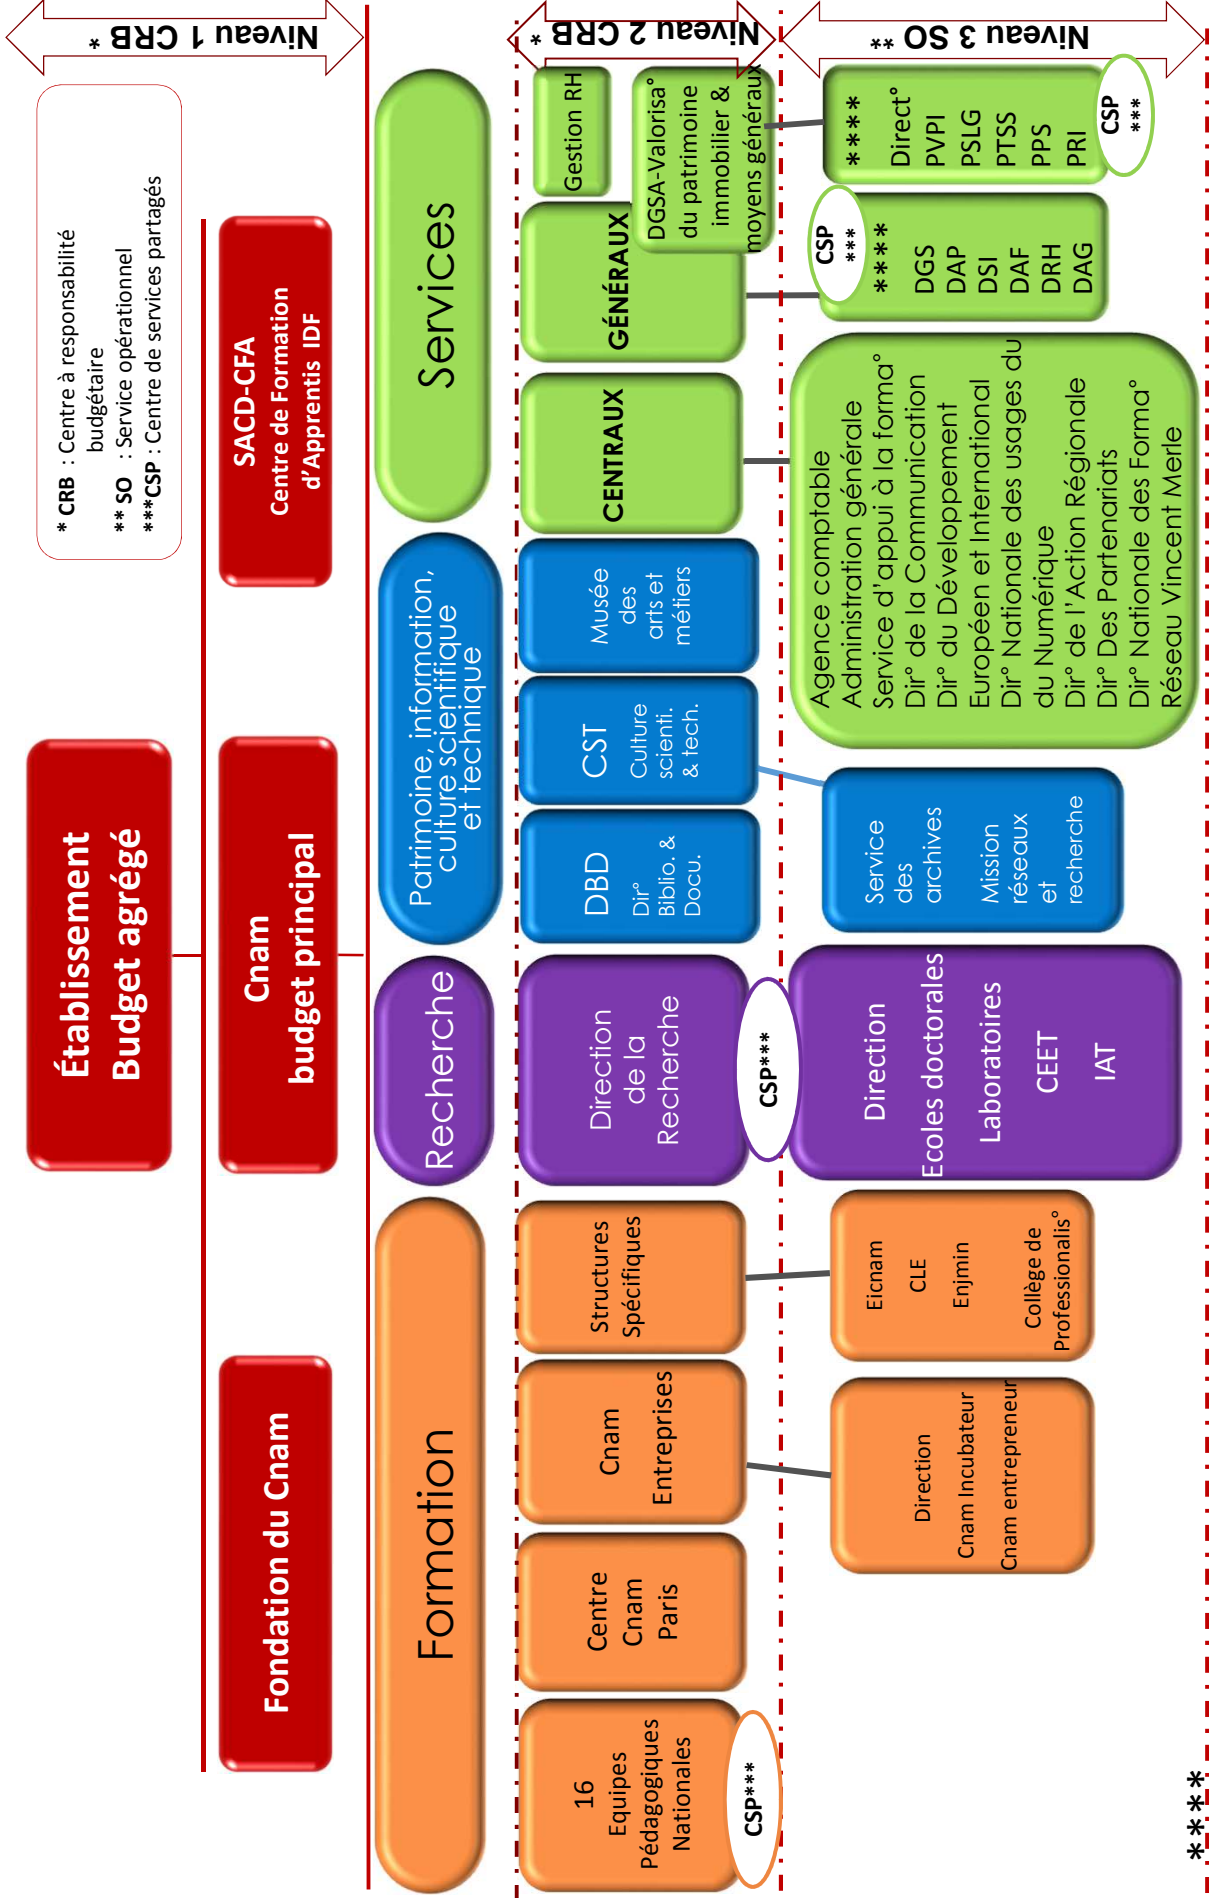 Établissement
Budget agrégé
* CRB : Centre à responsabilité
budgétaire
** SO : Service opérationnel
***CSP : Centre de services partagés
Niveau 1 CRB *
Fondation du Cnam
Cnam
budget principal
SACD-CFA
Centre de Formation
d'Apprentis IDF
Formation
Recherche
Patrimoine, information,
culture scientifique
et technique
Services
Niveau 2 CRB *
16
Equipes
Pédagogiques
Nationales
CSP***
Centre
Cnam
Paris
Cnam
Entreprises
Structures
Spécifiques
Direction
de la
Recherche
CSP***
DBD
Dir°
Biblio. &
Docu.
CST
Culture
scienti.
& tech.
Musée
des
arts et
métiers
CENTRAUX
GÉNÉRAUX
Gestion RH
DGSA-Valorisa°
du patrimoine
immobilier &
moyens généraux
Niveau 3 SO **
Direction
Cnam Incubateur
Cnam entrepreneur
Eicnam
CLE
Enjmin
Collège de
Professionalis°
Direction
Ecoles doctorales
Laboratoires
CEET
IAT
Service
des
archives
Mission
réseaux
et
recherche
Agence comptable
Administration générale
Service d'appui à la forma°
Dir° de la Communication
Dir° du Développement
Européen et International
Dir° Nationale des usages du
du Numérique
Dir° de l'Action Régionale
Dir° Des Partenariats
Dir° Nationale des Forma°
Réseau Vincent Merle
CSP
***
****
DGS
DAP
DSI
DAF
DRH
DAG
****
Direct°
PVPI
PSLG
PTSS
PPS
PRI
CSP
***
****